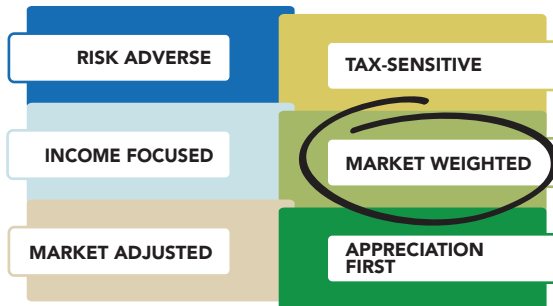 RISK ADVERSE
TAX-SENSITIVE
INCOME FOCUSED
MARKET WEIGHTED
MARKET ADJUSTED
APPRECIATION
FIRST